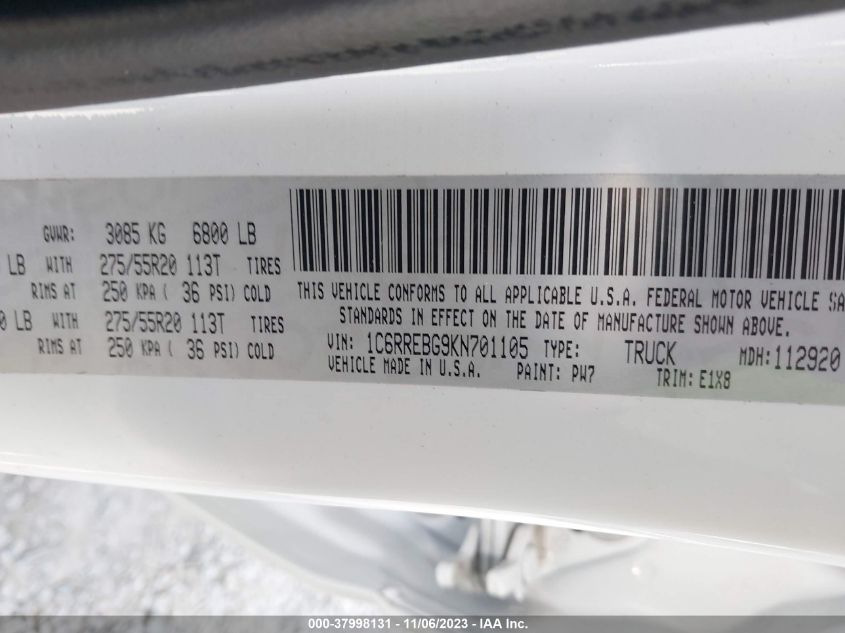 GVWR: 3085 KG 6800 LB
LB WITH 275/55R20 113T TIRES
RIMS AT 250 KPA ( 36 PSI) COLD
0 LB WITH 275/55R20 113T TIRES
RIMS AT 250 KPA ( 36 PSI) COLD
THIS VEHICLE CONFORMS TO ALL APPLICABLE U.S.A. FEDERAL MOTOR VEHICLE SA
STANDARDS IN EFFECT ON THE DATE OF MANUFACTURE SHOWN ABOVE.
VIN: 1C6RREBG9KN701105 TYPE: TRUCK MDH: 112920
VEHICLE MADE IN U.S.A. PAINT: PW7 TRIM: E1X8
000-37998131 - 11/06/2023 - IAA Inc.